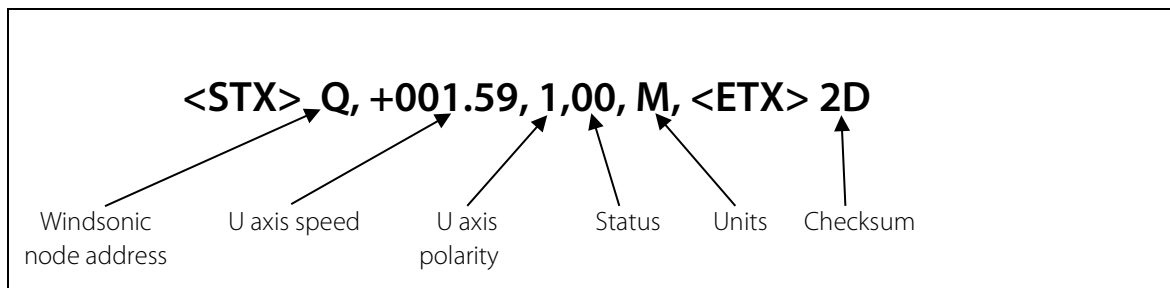 <STX> Q, +001.59, 1,00, M, <ETX> 2D
Windsonic
node address
U axis speed
U axis
polarity
Status
Units
Checksum